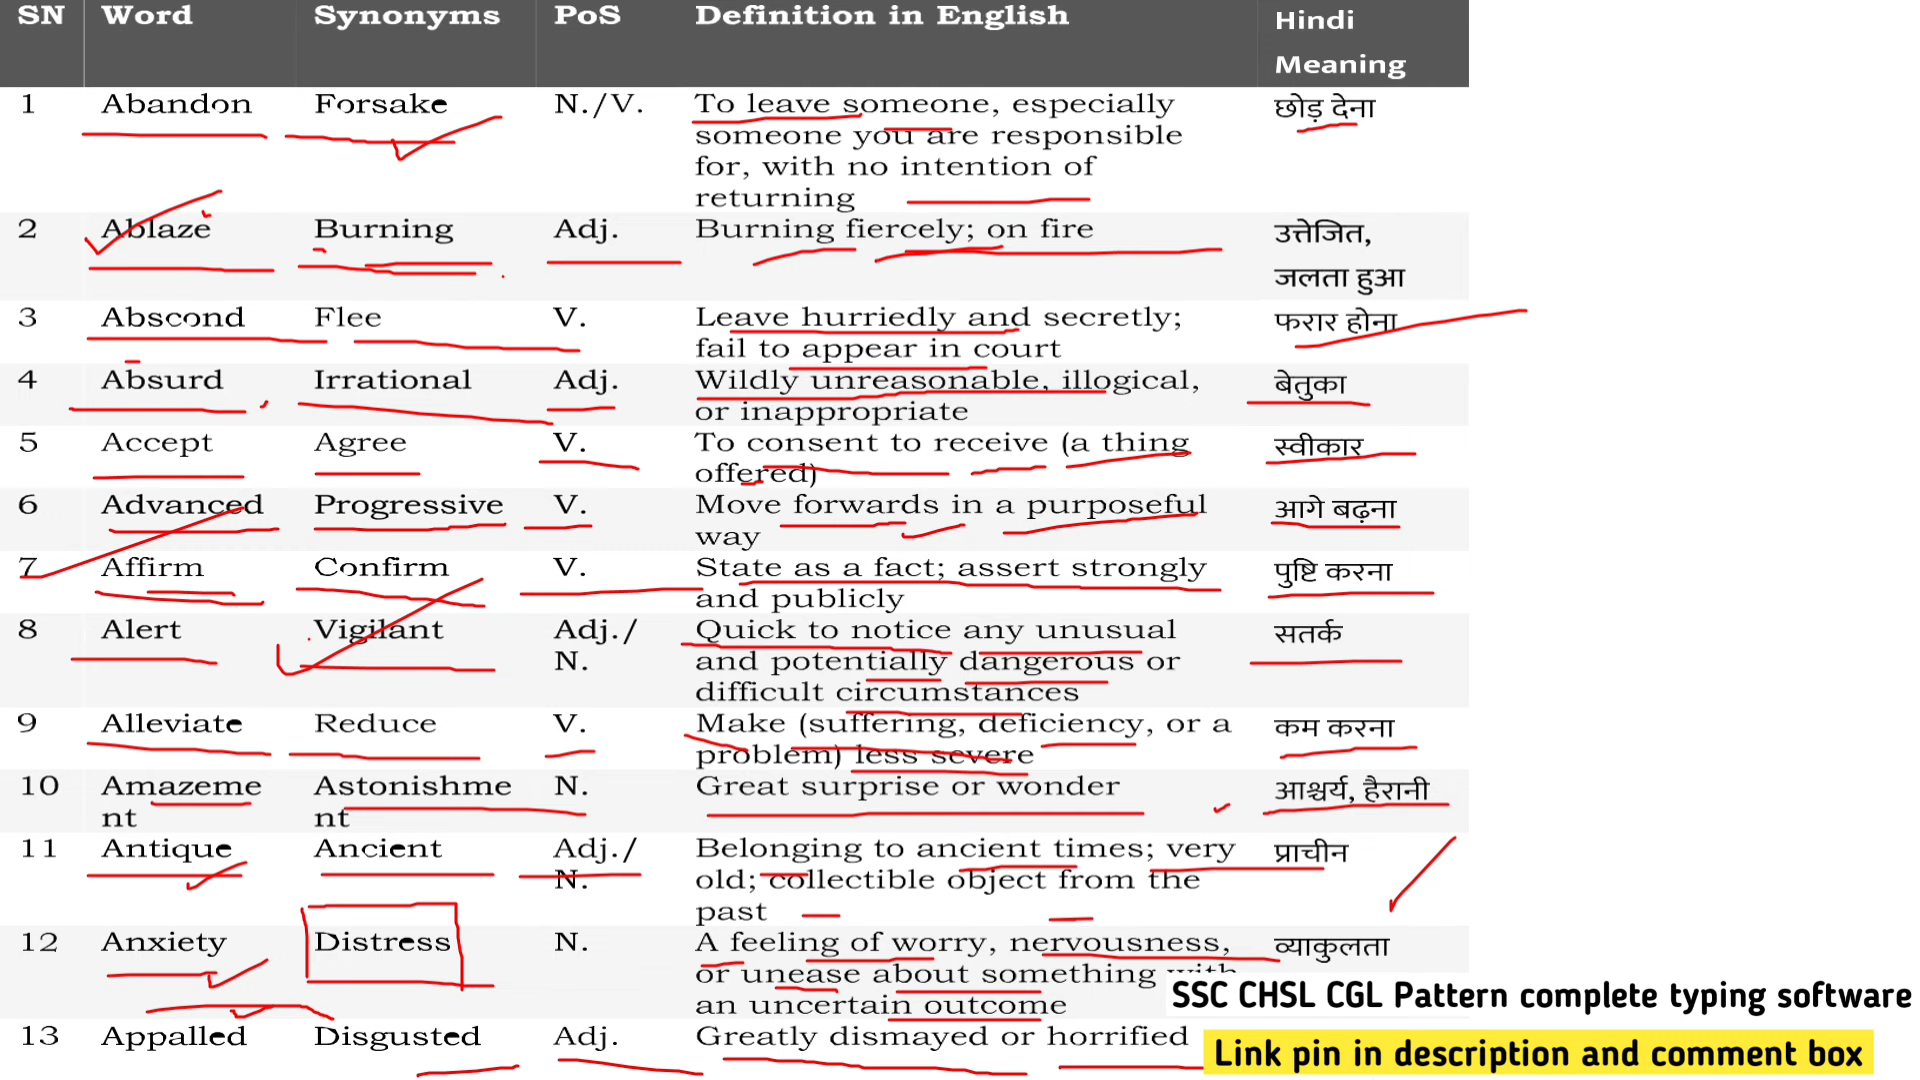 SN Word Synonyms PoS Definition in English Hindi
Meaning
1 Abandon Forsake N./V. To leave someone, especially छोड़ देना
someone you are responsible
for, with no intention of
returning
2 Ablaze Burning Adj. Burning fiercely; on fire उत्तेजित,
जलता हुआ
3 Abscond Flee V. Leave hurriedly and secretly; फरार होना
fail to appear in court
4 Absurd Irrational Adj. Wildly unreasonable, illogical, बेतुका
or inappropriate
5 Accept Agree V. To consent to receive (a thing स्वीकार
offered)
6 Advanced Progressive V. Move forwards in a purposeful आगे बढ़ना
way
7 Affirm Confirm V. State as a fact; assert strongly पुष्टि करना
and publicly
8 Alert Vigilant Adj./ Quick to notice any unusual सतर्क
N. and potentially dangerous or
difficult circumstances
9 Alleviate Reduce V. Make (suffering, deficiency, or a कम करना
problem) less severe
10 Amazeme Astonishme N. Great surprise or wonder आश्चर्य, हैरानी
nt nt
11 Antique Ancient Adj./ Belonging to ancient times; very प्राचीन
N. old; collectible object from the
past
12 Anxiety Distress N. A feeling of worry, nervousness, व्याकुलता
or unease about something with
an uncertain outcome
SSC CHSL CGL Pattern complete typing software
13 Appalled Disgusted Adj. Greatly dismayed or horrified
Link pin in description and comment box